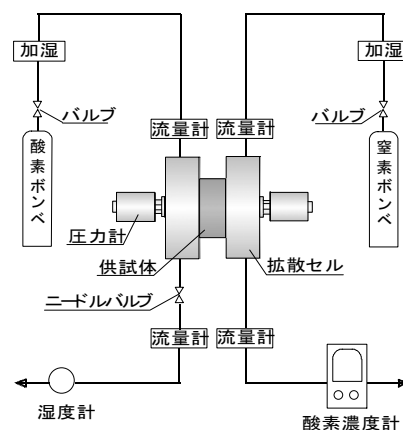 加湿
加湿
バルブ
バルブ
酸素ボンベ
流量計
流量計
窒素ボンベ
圧力計
供試体
拡散セル
ニードルバルブ
流量計
流量計
湿度計
酸素濃度計